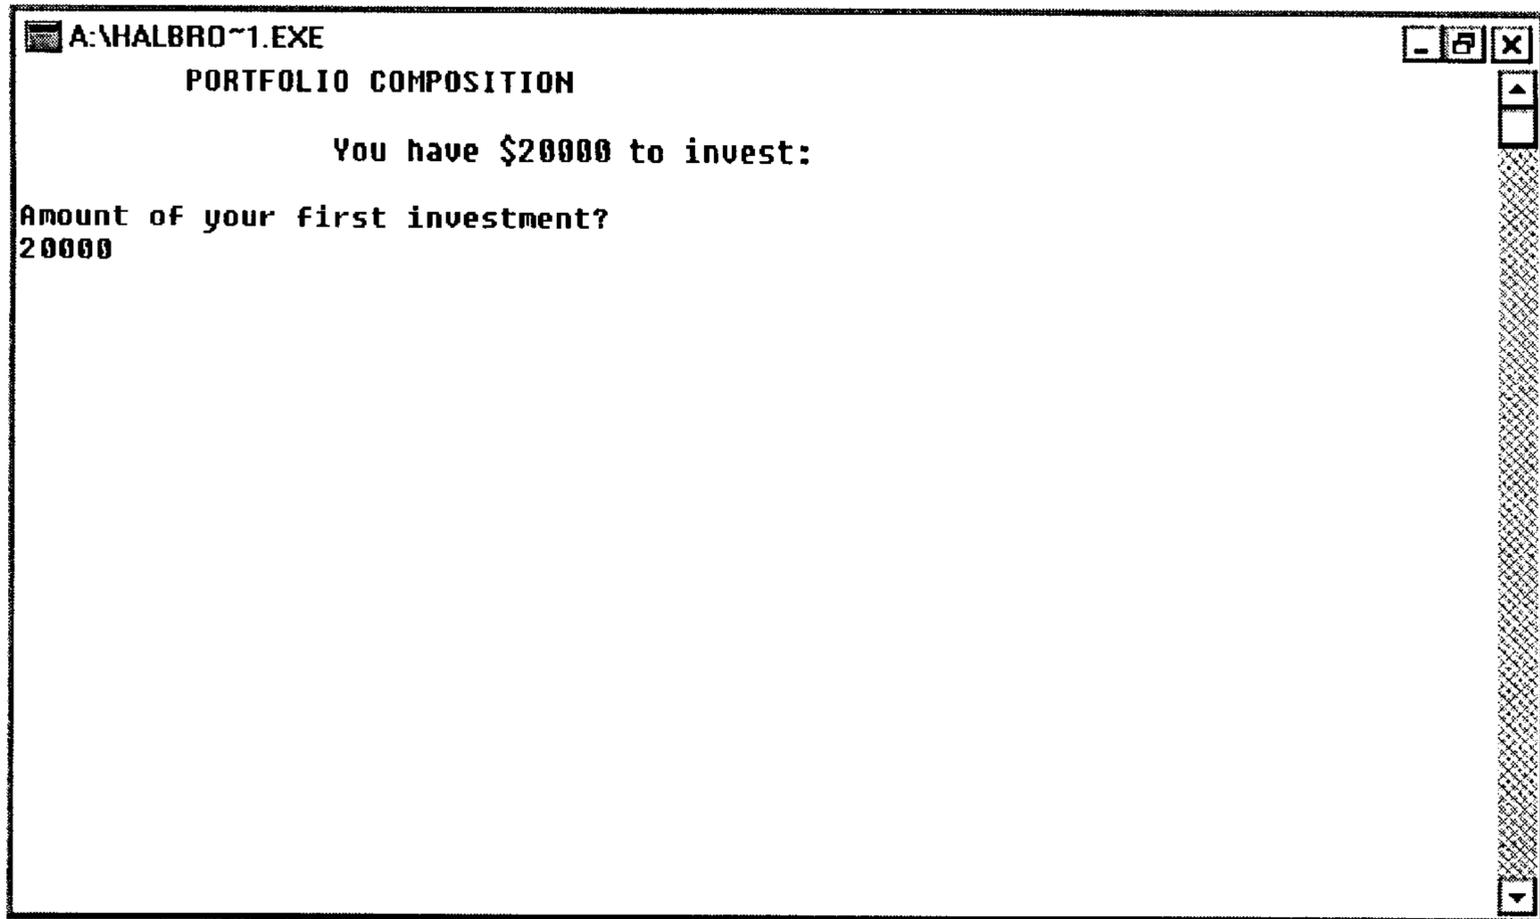 A:\HALBRO~1.EXE
PORTFOLIO COMPOSITION
You have $20000 to invest:
Amount of your first investment?
20000